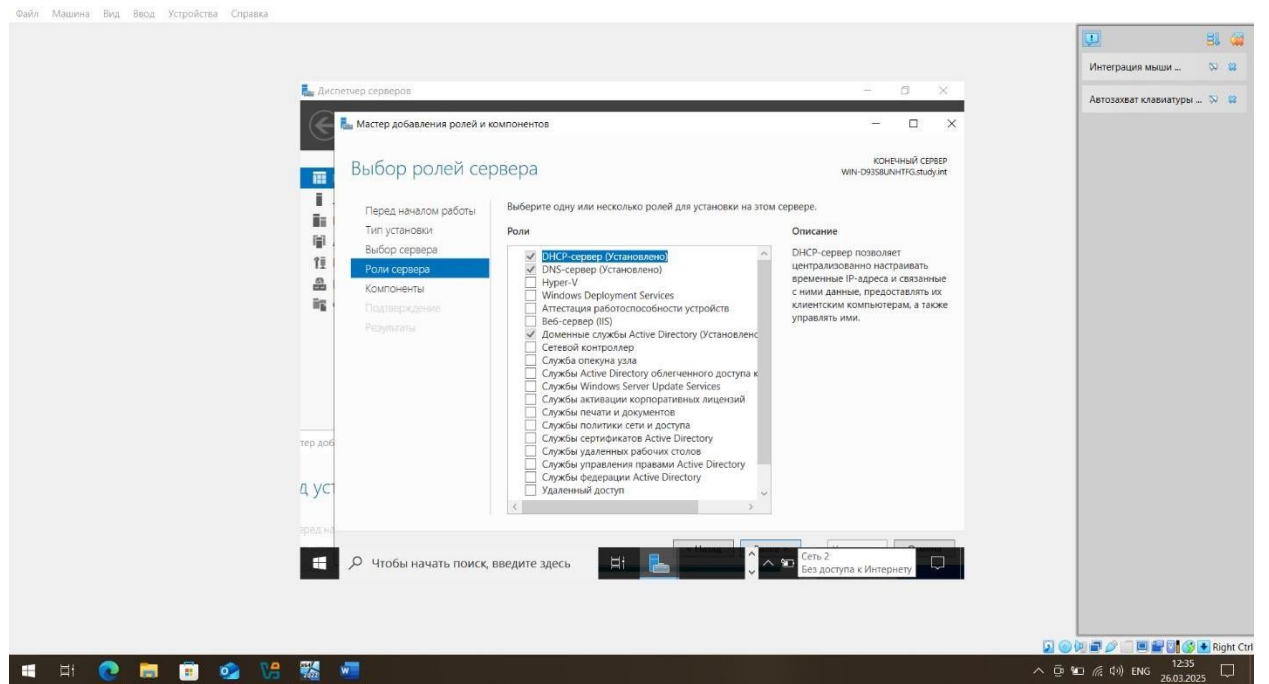 Файл Машина Вид Ввод Устройства Справка
Интеграция мыши ...
Автозахват клавиатуры ...
Диспетчер серверов
Мастер добавления ролей и компонентов
Выбор ролей сервера
КОНЕЧНЫЙ СЕРВЕР
WIN-D93S8UNHTFG.study.int
Перед началом работы
Тип установки
Выбор сервера
Роли сервера
Компоненты
Подтверждение
Результаты
Выберите одну или несколько ролей для установки на этом сервере.
Роли
DHCP-сервер (Установлено)
DNS-сервер (Установлено)
Hyper-V
Windows Deployment Services
Аттестация работоспособности устройств
Веб-сервер (IIS)
Доменные службы Active Directory (Установлено
Сетевой контроллер
Служба опекуна узла
Службы Active Directory облегченного доступа к
Службы Windows Server Update Services
Службы активации корпоративных лицензий
Службы печати и документов
Службы политики сети и доступа
Службы сертификатов Active Directory
Службы удаленных рабочих столов
Службы управления правами Active Directory
Службы федерации Active Directory
Удаленный доступ
Описание
DHCP-сервер позволяет
централизованно настраивать
временные IP-адреса и связанные
с ними данные, предоставлять их
клиентским компьютерам, а также
управлять ими.
тер доб
д уст
еред на
Чтобы начать поиск, введите здесь
Сеть 2
Без доступа к Интернету
Right Ctrl
ENG
12:35
26.03.2025